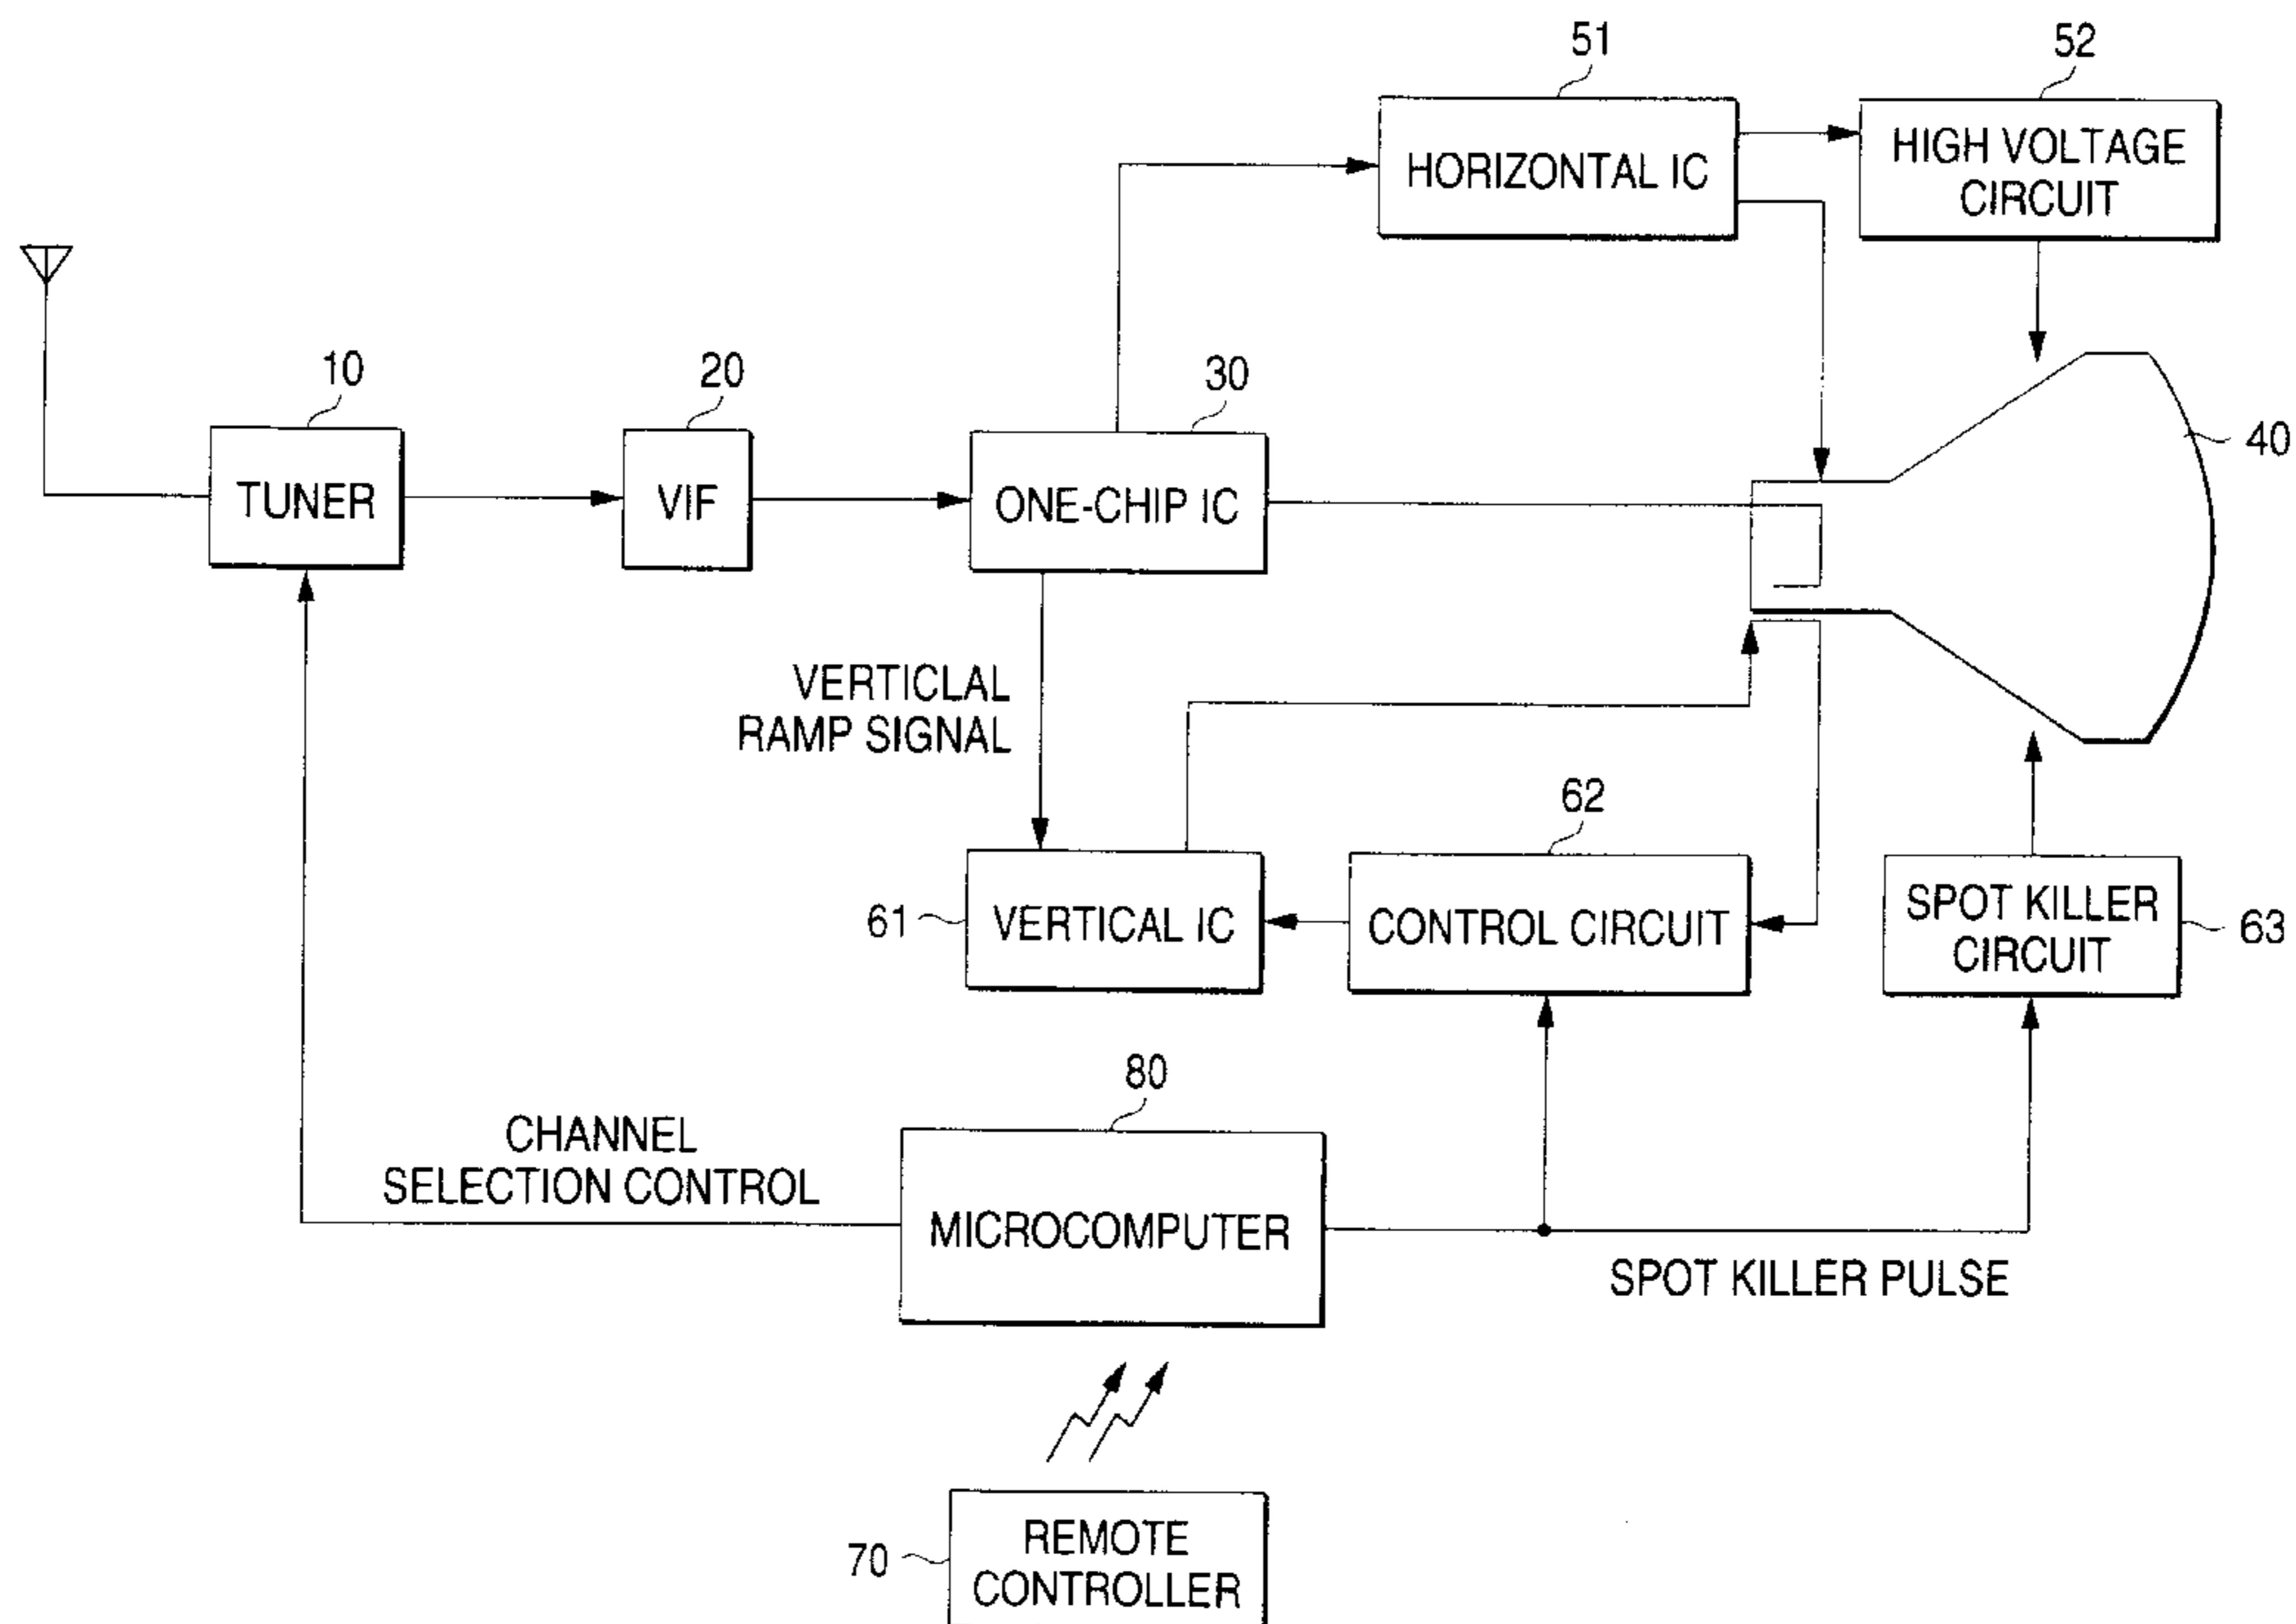 51
52
HORIZONTAL IC
HIGH VOLTAGE
CIRCUIT
10
20
30
40
TUNER
VIF
ONE-CHIP IC
VERTICLAL
RAMP SIGNAL
62
61
VERTICAL IC
CONTROL CIRCUIT
SPOT KILLER
CIRCUIT
63
80
CHANNEL
SELECTION CONTROL
MICROCOMPUTER
SPOT KILLER PULSE
70
REMOTE
CONTROLLER